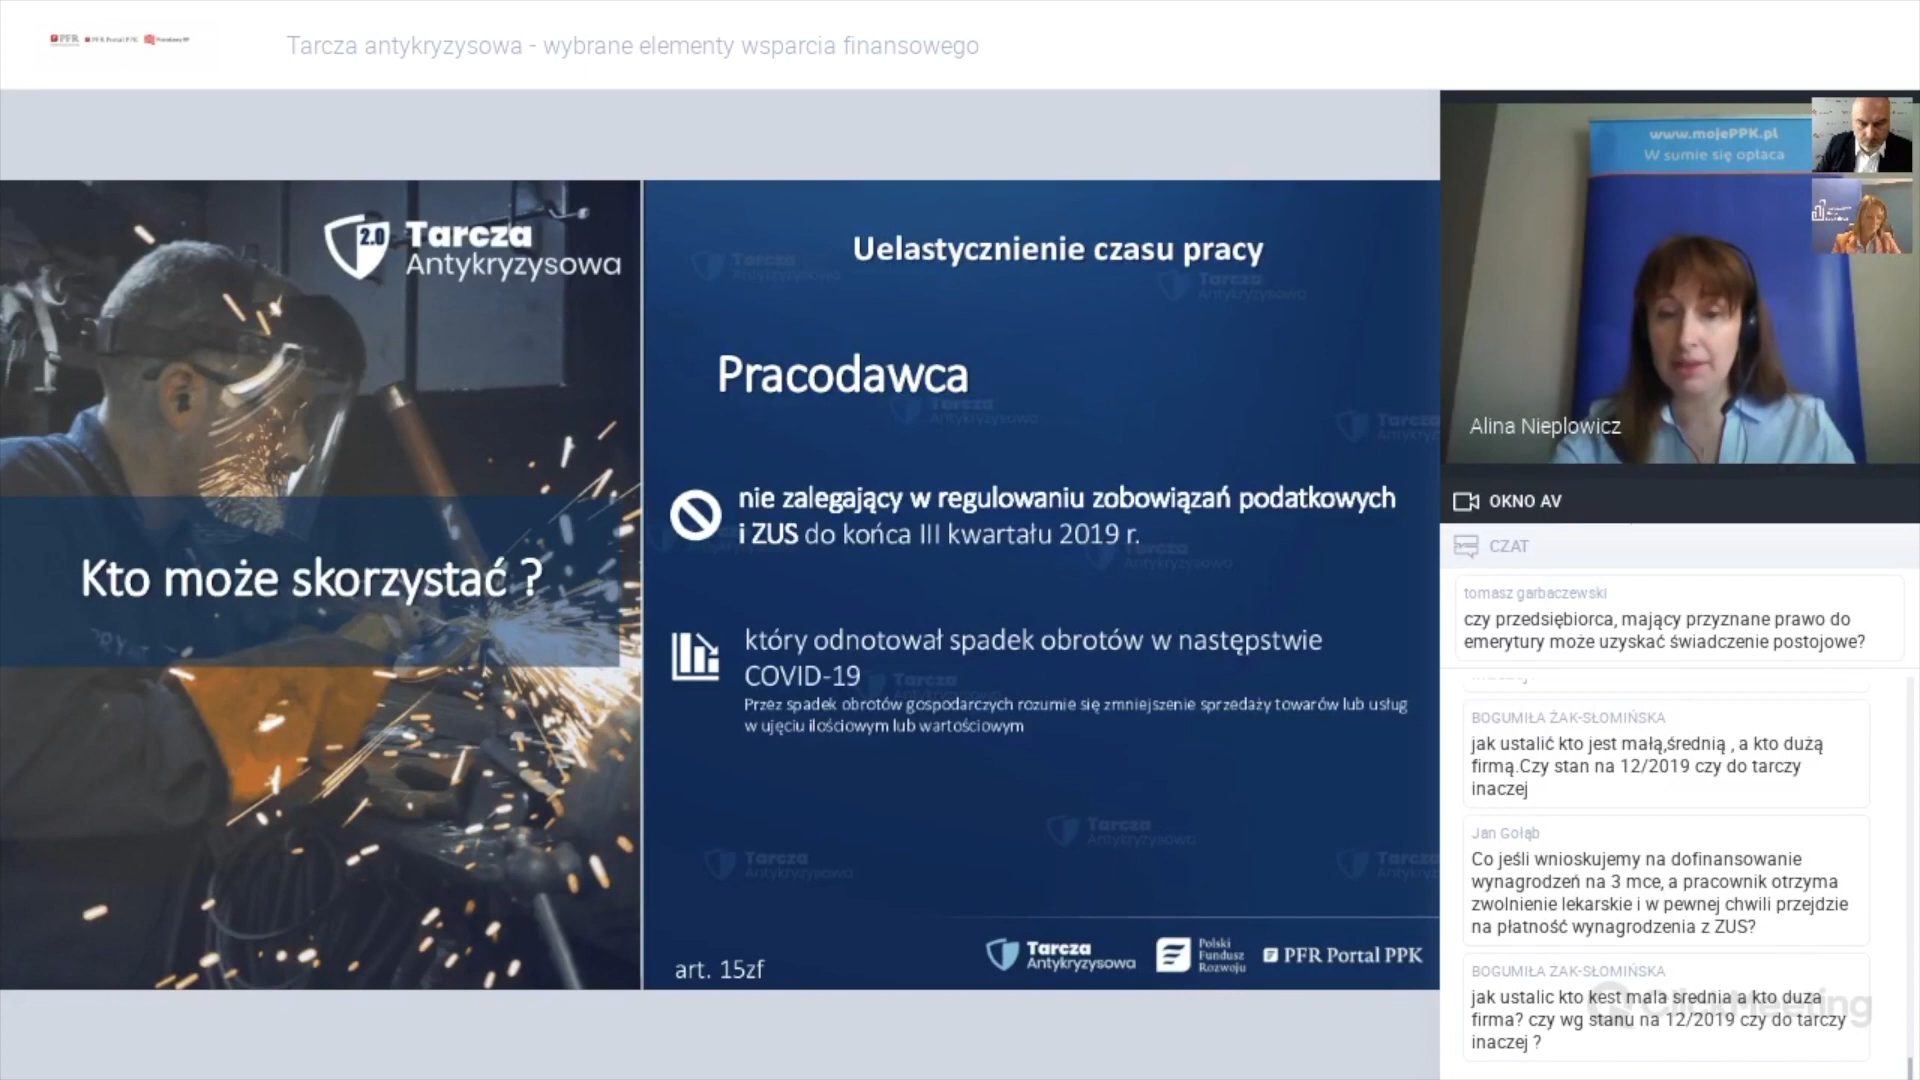 PFR PFR Portal PPK Pracodawcy RP
Tarcza antykryzysowa - wybrane elementy wsparcia finansowego
2.0 Tarcza
Antykryzysowa
Kto może skorzystać ?
Uelastycznienie czasu pracy
Pracodawca
nie zalegający w regulowaniu zobowiązań podatkowych
i ZUS do końca III kwartału 2019 r.
który odnotował spadek obrotów w następstwie
COVID-19
Przez spadek obrotów gospodarczych rozumie się zmniejszenie sprzedaży towarów lub usług
w ujęciu ilościowym lub wartościowym
art. 15zf
Tarcza
Antykryzysowa
Polski
Fundusz
Rozwoju
PFR Portal PPK
www.mojePPK.pl
W sumie się opłaca
Alina Nieplowicz
OKNO AV
CZAT
tomasz garbaczewski
czy przedsiębiorca, mający przyznane prawo do
emerytury może uzyskać świadczenie postojowe?
BOGUMIŁA ŻAK-SŁOMIŃSKA
jak ustalić kto jest małą,średnią , a kto dużą
firmą.Czy stan na 12/2019 czy do tarczy
inaczej
Jan Gołąb
Co jeśli wnioskujemy na dofinansowanie
wynagrodzeń na 3 mce, a pracownik otrzyma
zwolnienie lekarskie i w pewnej chwili przejdzie
na płatność wynagrodzenia z ZUS?
BOGUMIŁA ŻAK-SŁOMIŃSKA
jak ustalic kto kest mala srednia a kto duza
firma? czy wg stanu na 12/2019 czy do tarczy
inaczej ?
ClickMeeting